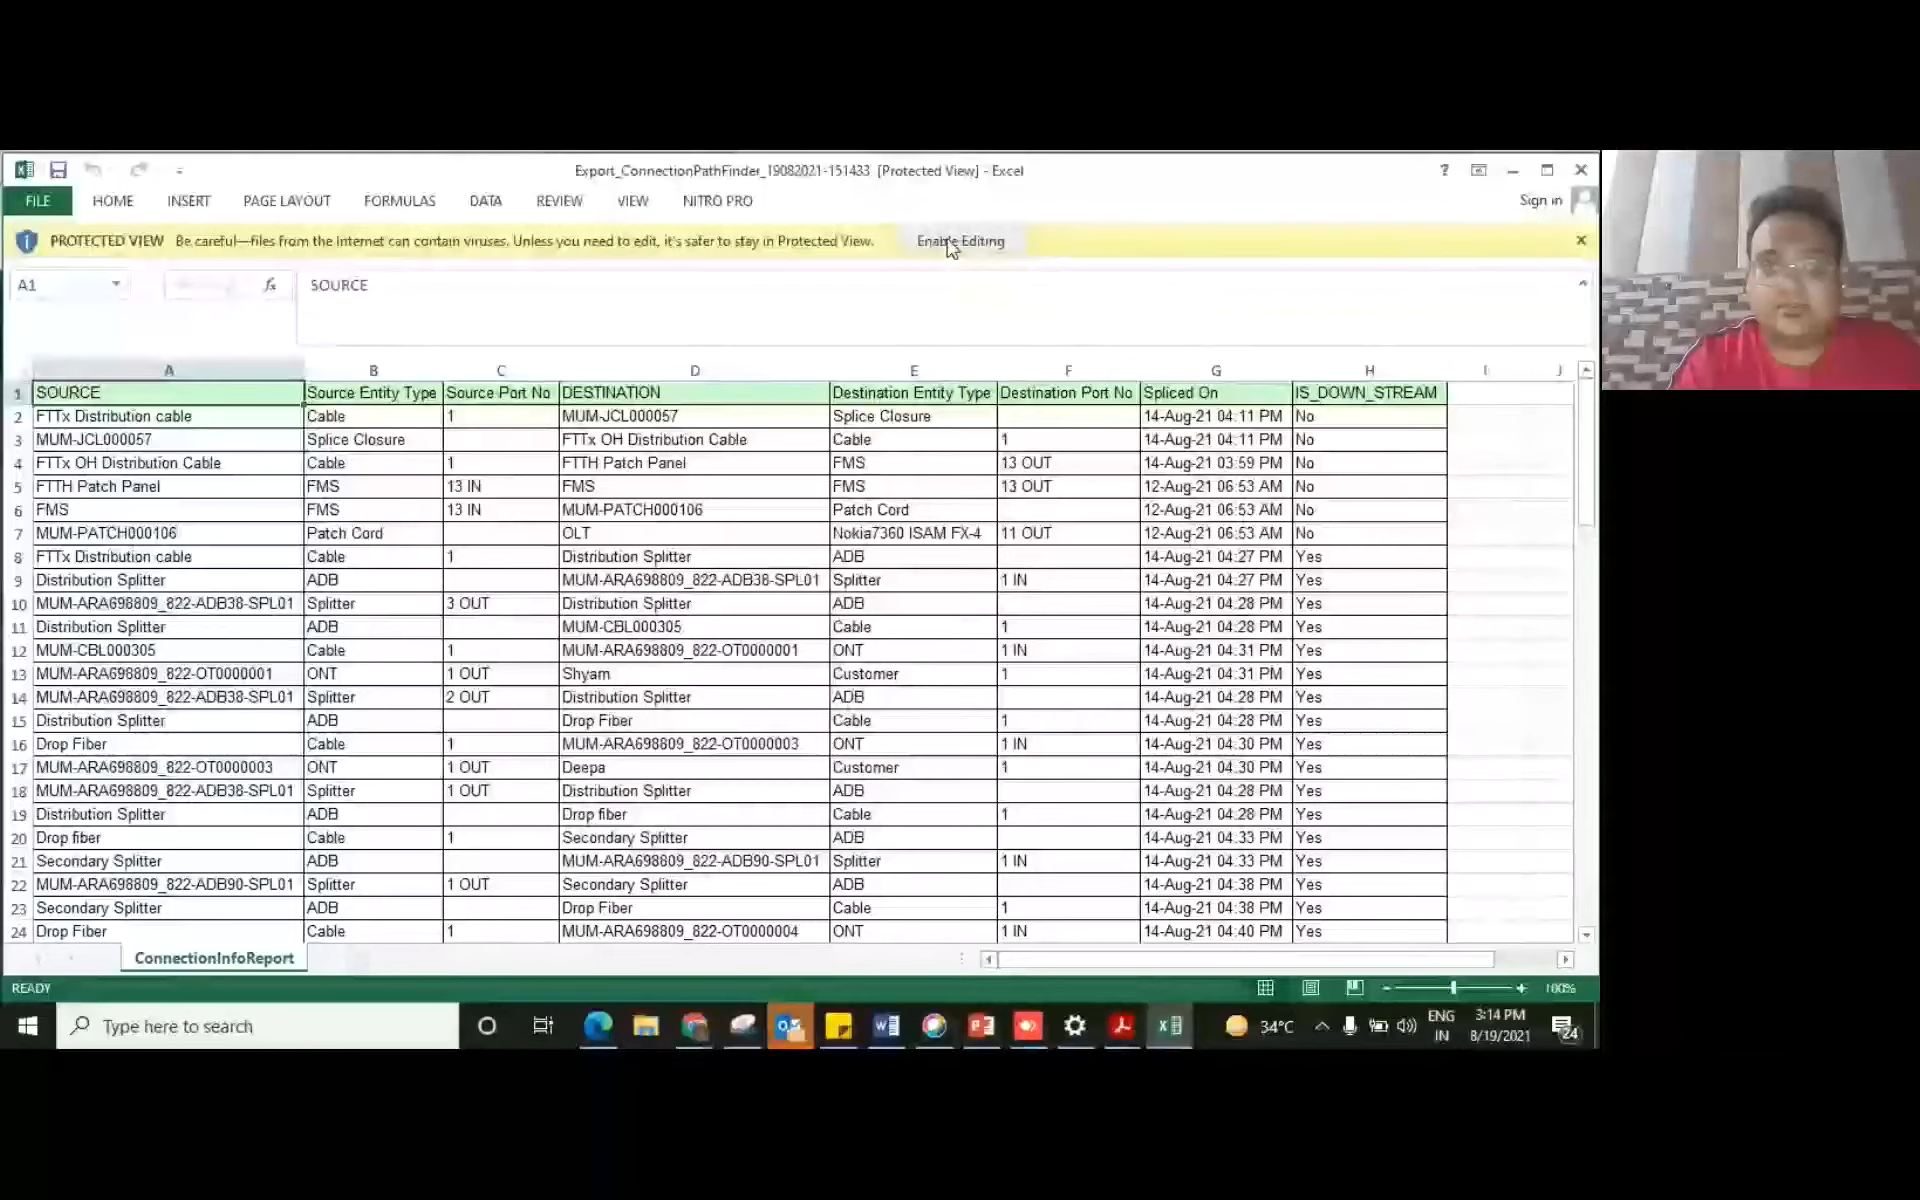 Export_ConnectionPathFinder_19082021-151433 [Protected View] - Excel
?
FILE HOME INSERT PAGE LAYOUT FORMULAS DATA REVIEW VIEW NITRO PRO Sign in
PROTECTED VIEW Be careful—files from the Internet can contain viruses. Unless you need to edit, it's safer to stay in Protected View. Enable Editing
A1 fx SOURCE
A B C D E F G H I J
1 SOURCE Source Entity Type Source Port No DESTINATION Destination Entity Type Destination Port No Spliced On IS_DOWN_STREAM
2 FTTx Distribution cable Cable 1 MUM-JCL000057 Splice Closure 14-Aug-21 04:11 PM No
3 MUM-JCL000057 Splice Closure FTTx OH Distribution Cable Cable 1 14-Aug-21 04:11 PM No
4 FTTx OH Distribution Cable Cable 1 FTTH Patch Panel FMS 13 OUT 14-Aug-21 03:59 PM No
5 FTTH Patch Panel FMS 13 IN FMS FMS 13 OUT 12-Aug-21 06:53 AM No
6 FMS FMS 13 IN MUM-PATCH000106 Patch Cord 12-Aug-21 06:53 AM No
7 MUM-PATCH000106 Patch Cord OLT Nokia7360 ISAM FX-4 11 OUT 12-Aug-21 06:53 AM No
8 FTTx Distribution cable Cable 1 Distribution Splitter ADB 14-Aug-21 04:27 PM Yes
9 Distribution Splitter ADB MUM-ARA698809_822-ADB38-SPL01 Splitter 1 IN 14-Aug-21 04:27 PM Yes
10 MUM-ARA698809_822-ADB38-SPL01 Splitter 3 OUT Distribution Splitter ADB 14-Aug-21 04:28 PM Yes
11 Distribution Splitter ADB MUM-CBL000305 Cable 1 14-Aug-21 04:28 PM Yes
12 MUM-CBL000305 Cable 1 MUM-ARA698809_822-OT0000001 ONT 1 IN 14-Aug-21 04:31 PM Yes
13 MUM-ARA698809_822-OT0000001 ONT 1 OUT Shyam Customer 1 14-Aug-21 04:31 PM Yes
14 MUM-ARA698809_822-ADB38-SPL01 Splitter 2 OUT Distribution Splitter ADB 14-Aug-21 04:28 PM Yes
15 Distribution Splitter ADB Drop Fiber Cable 1 14-Aug-21 04:28 PM Yes
16 Drop Fiber Cable 1 MUM-ARA698809_822-OT0000003 ONT 1 IN 14-Aug-21 04:30 PM Yes
17 MUM-ARA698809_822-OT0000003 ONT 1 OUT Deepa Customer 1 14-Aug-21 04:30 PM Yes
18 MUM-ARA698809_822-ADB38-SPL01 Splitter 1 OUT Distribution Splitter ADB 14-Aug-21 04:28 PM Yes
19 Distribution Splitter ADB Drop fiber Cable 1 14-Aug-21 04:28 PM Yes
20 Drop fiber Cable 1 Secondary Splitter ADB 14-Aug-21 04:33 PM Yes
21 Secondary Splitter ADB MUM-ARA698809_822-ADB90-SPL01 Splitter 1 IN 14-Aug-21 04:33 PM Yes
22 MUM-ARA698809_822-ADB90-SPL01 Splitter 1 OUT Secondary Splitter ADB 14-Aug-21 04:38 PM Yes
23 Secondary Splitter ADB Drop Fiber Cable 1 14-Aug-21 04:38 PM Yes
24 Drop Fiber Cable 1 MUM-ARA698809_822-OT0000004 ONT 1 IN 14-Aug-21 04:40 PM Yes
ConnectionInfoReport
READY 100%
Type here to search 34°C ENG 3:14 PM
IN 8/19/2021 24